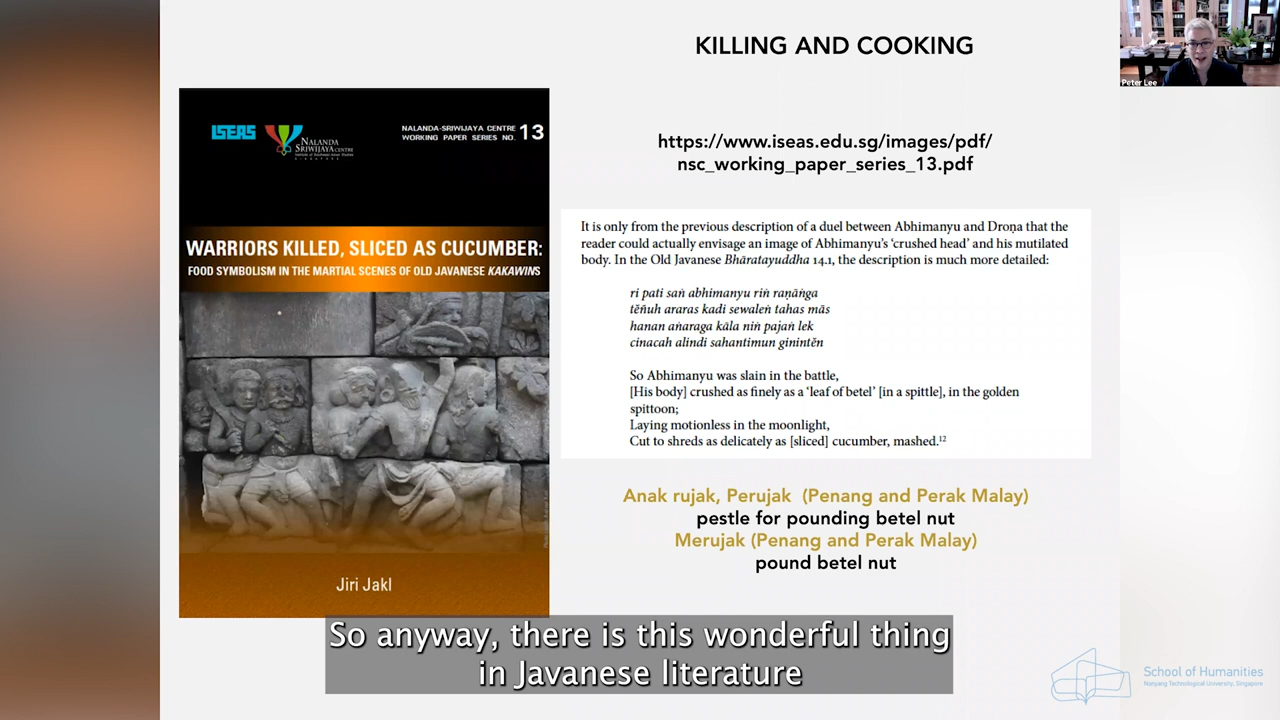 KILLING AND COOKING
Peter Lee
ISEAS
NALANDA
SRIWIJAYA CENTRE
NALANDA-SRIWIJAYA CENTRE
WORKING PAPER SERIES NO. 13
WARRIORS KILLED, SLICED AS CUCUMBER:
FOOD SYMBOLISM IN THE MARTIAL SCENES OF OLD JAVANESE KAKAWINS
Jiri Jakl
https://www.iseas.edu.sg/images/pdf/
nsc_working_paper_series_13.pdf
It is only from the previous description of a duel between Abhimanyu and Droṇa that the
reader could actually envisage an image of Abhimanyu's 'crushed head' and his mutilated
body. In the Old Javanese Bhāratayuddha 14.1, the description is much more detailed:
ri pati saṅ abhimanyu riṅ raṇāṅga
tĕñuh araras kadi sewaleṅ tahas mās
hanan aṅaraga kāla niṅ pajaṅ lek
cinacah alindi sahantimun ginintĕn
So Abhimanyu was slain in the battle,
[His body] crushed as finely as a 'leaf of betel' [in a spittle], in the golden
spittoon;
Laying motionless in the moonlight,
Cut to shreds as delicately as [sliced] cucumber, mashed.12
Anak rujak, Perujak (Penang and Perak Malay)
pestle for pounding betel nut
Merujak (Penang and Perak Malay)
pound betel nut
So anyway, there is this wonderful thing
in Javanese literature
School of Humanities
Nanyang Technological University, Singapore